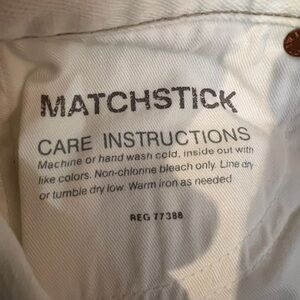 MATCHSTICK
CARE INSTRUCTIONS
Machine or hand wash cold, inside out with
like colors. Non-chlorine bleach only. Line dry
or tumble dry low. Warm iron as needed
REG 77388